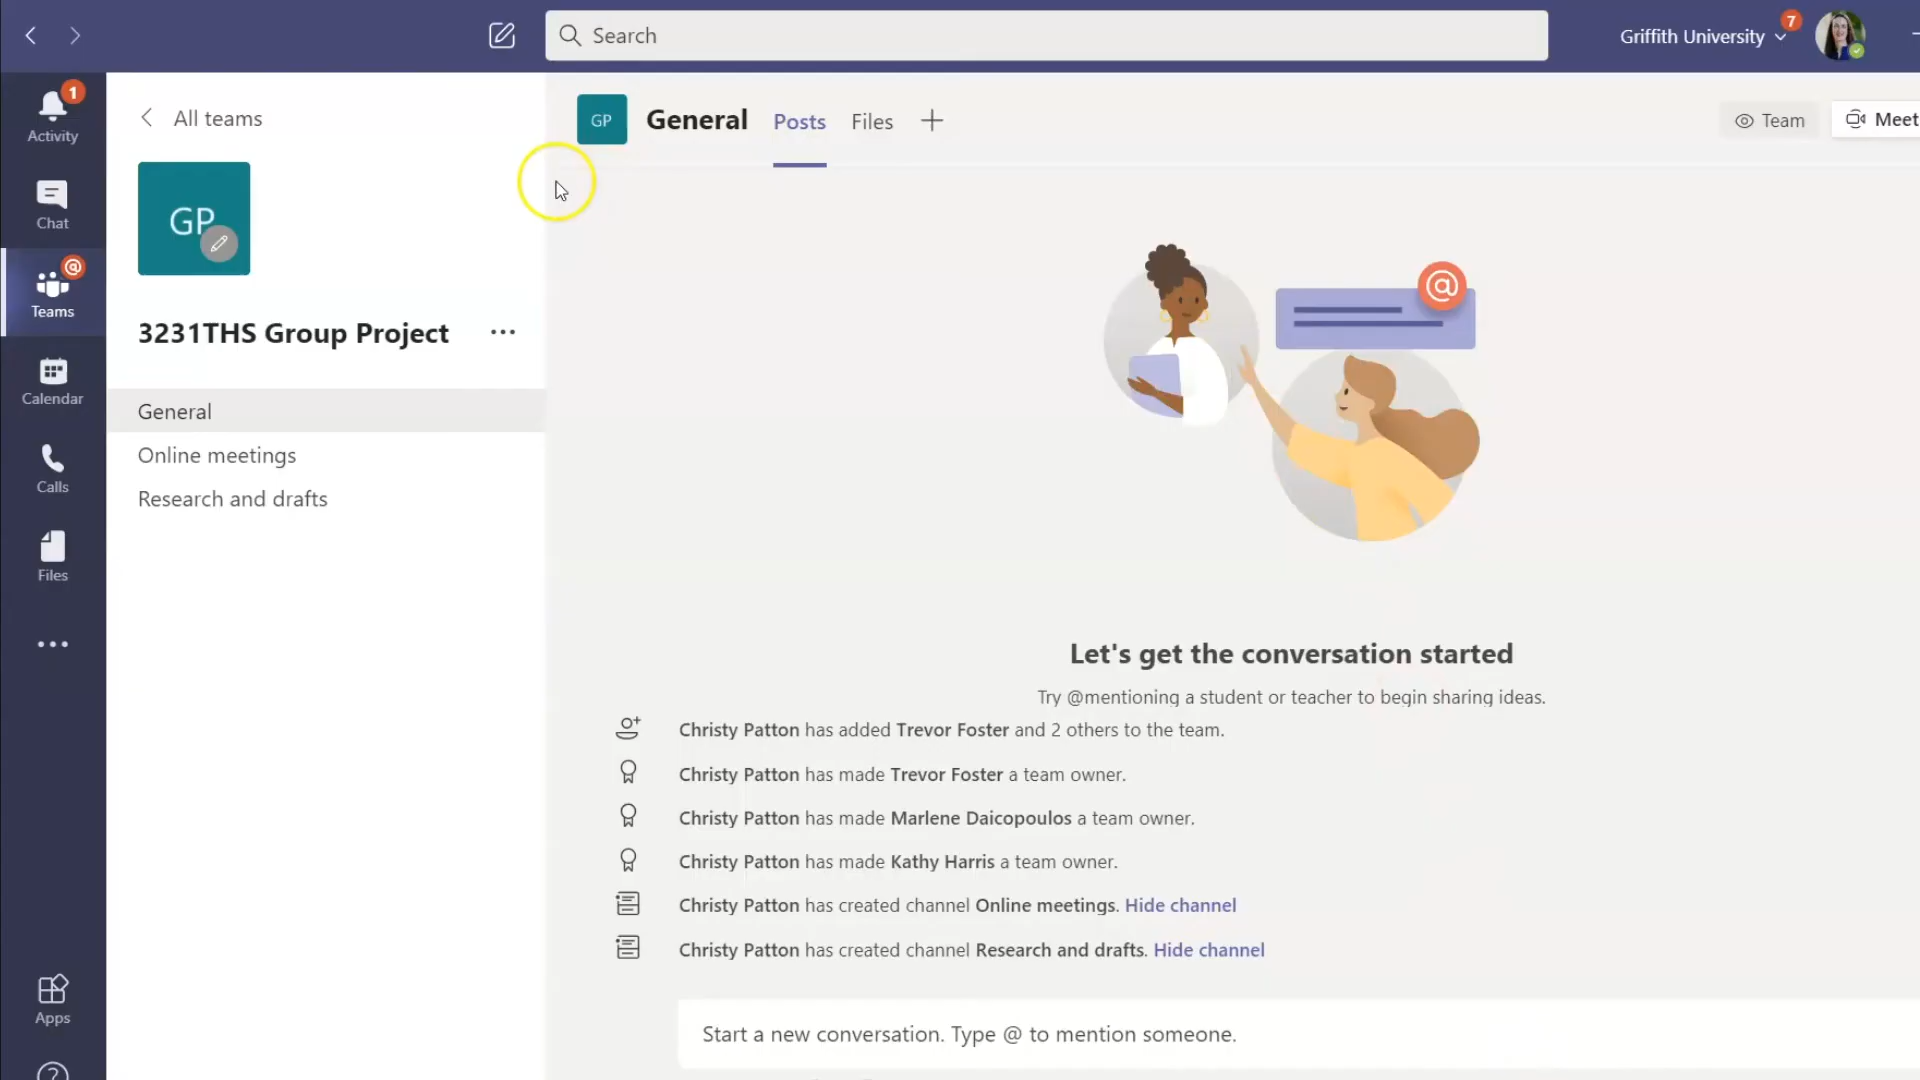 Search
Griffith University
7
1
Activity
Chat
@
Teams
Calendar
Calls
Files
Apps
All teams
GP
3231THS Group Project
General
Online meetings
Research and drafts
GP
General
Posts
Files
Team
Meet
@
Let's get the conversation started
Try @mentioning a student or teacher to begin sharing ideas.
Christy Patton has added Trevor Foster and 2 others to the team.
Christy Patton has made Trevor Foster a team owner.
Christy Patton has made Marlene Daicopoulos a team owner.
Christy Patton has made Kathy Harris a team owner.
Christy Patton has created channel Online meetings. Hide channel
Christy Patton has created channel Research and drafts. Hide channel
Start a new conversation. Type @ to mention someone.